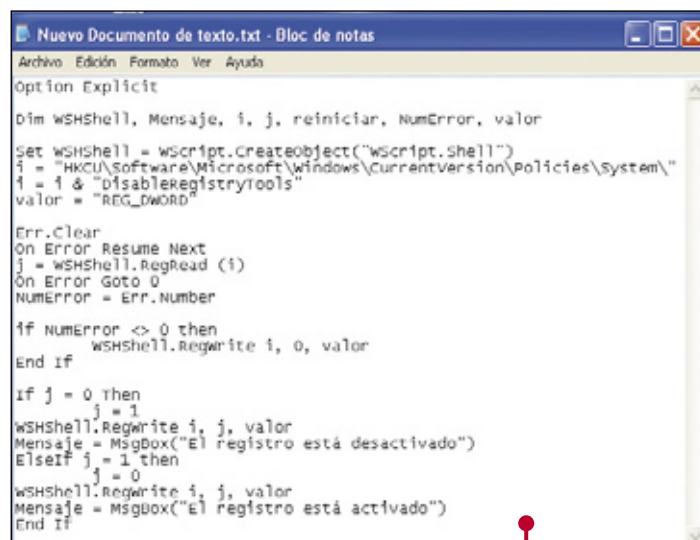 Nuevo Documento de texto.txt - Bloc de notas
Archivo Edición Formato Ver Ayuda
Option Explicit
Dim WSHShell, Mensaje, i, j, reiniciar, NumError, valor
Set WSHShell = WScript.CreateObject("WScript.Shell")
i = "HKCU\Software\Microsoft\Windows\CurrentVersion\Policies\System\"
i = i & "DisableRegistryTools"
valor = "REG_DWORD"
Err.Clear
On Error Resume Next
j = WSHShell.RegRead (i)
On Error Goto 0
NumError = Err.Number
if NumError <> 0 then
WSHShell.RegWrite i, 0, valor
End If
If j = 0 Then
j = 1
WSHShell.RegWrite i, j, valor
Mensaje = MsgBox("El registro está desactivado")
ElseIf j = 1 then
j = 0
WSHShell.RegWrite i, j, valor
Mensaje = MsgBox("El registro está activado")
End If